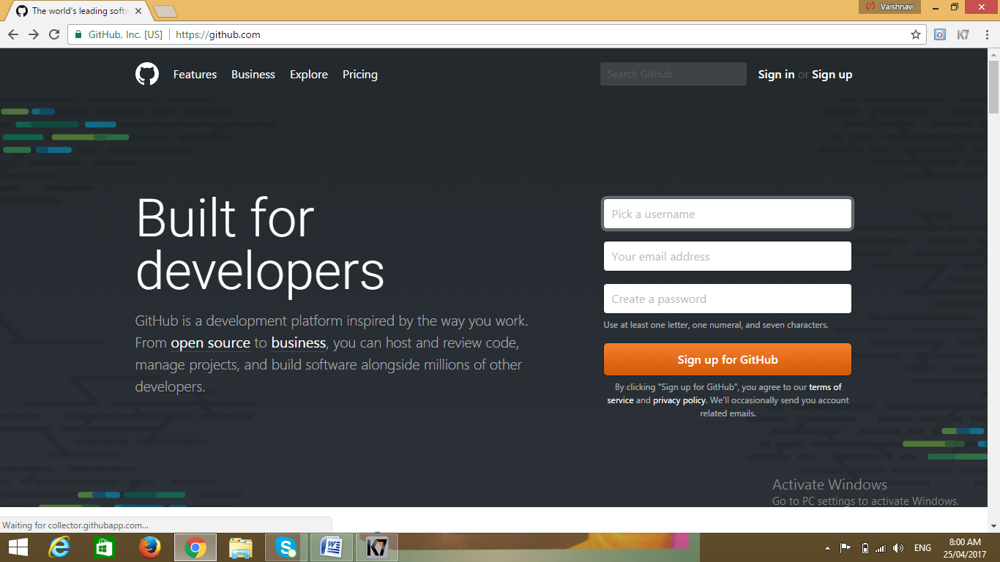 The world's leading softw
Vaishnavi
GitHub, Inc. [US]
https://github.com
K7
Features
Business
Explore
Pricing
Search GitHub
Sign in or Sign up
Built for
developers
GitHub is a development platform inspired by the way you work.
From open source to business, you can host and review code,
manage projects, and build software alongside millions of other
developers.
Pick a username
Your email address
Create a password
Use at least one letter, one numeral, and seven characters.
Sign up for GitHub
By clicking "Sign up for GitHub", you agree to our terms of
service and privacy policy. We'll occasionally send you account
related emails.
Activate Windows
Go to PC settings to activate Windows.
Waiting for collector.githubapp.com...
K7
ENG
8:00 AM
25/04/2017